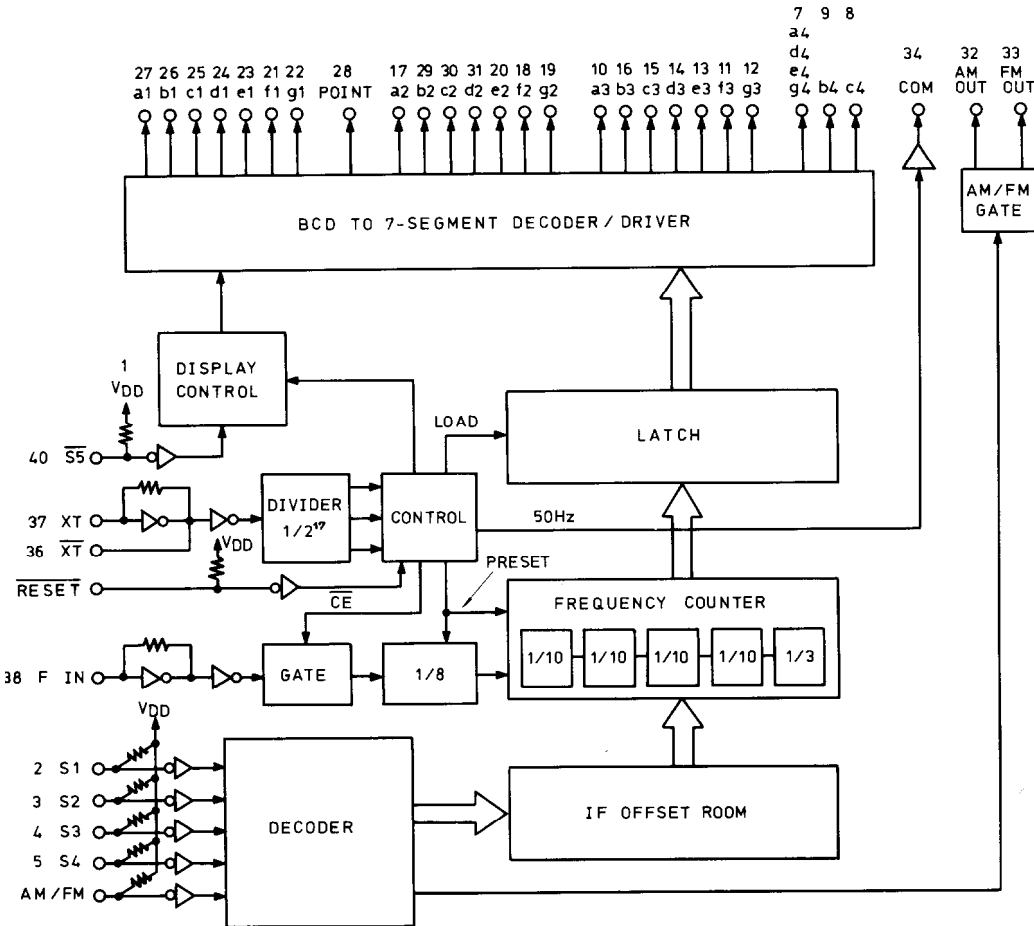 7 9 8
a4
d4
e4
g4 b4 c4
27 26 25 24 23 21 22 28 17 29 30 31 20 18 19 10 16 15 14 13 11 12 34 32 33
a1 b1 c1 d1 e1 f1 g1 POINT a2 b2 c2 d2 e2 f2 g2 a3 b3 c3 d3 e3 f3 g3 COM
AM OUT
FM OUT
BCD TO 7-SEGMENT DECODER/DRIVER
AM/FM
GATE
DISPLAY
CONTROL
1
VDD
40 S5
LOAD
LATCH
37 XT
36 XT
DIVIDER
1/2¹⁷
CONTROL
50Hz
VDD
RESET
CE
PRESET
FREQUENCY COUNTER
1/10 1/10 1/10 1/10 1/3
38 F IN
GATE
1/8
VDD
2 S1
3 S2
4 S3
5 S4
AM/FM
DECODER
IF OFFSET ROOM